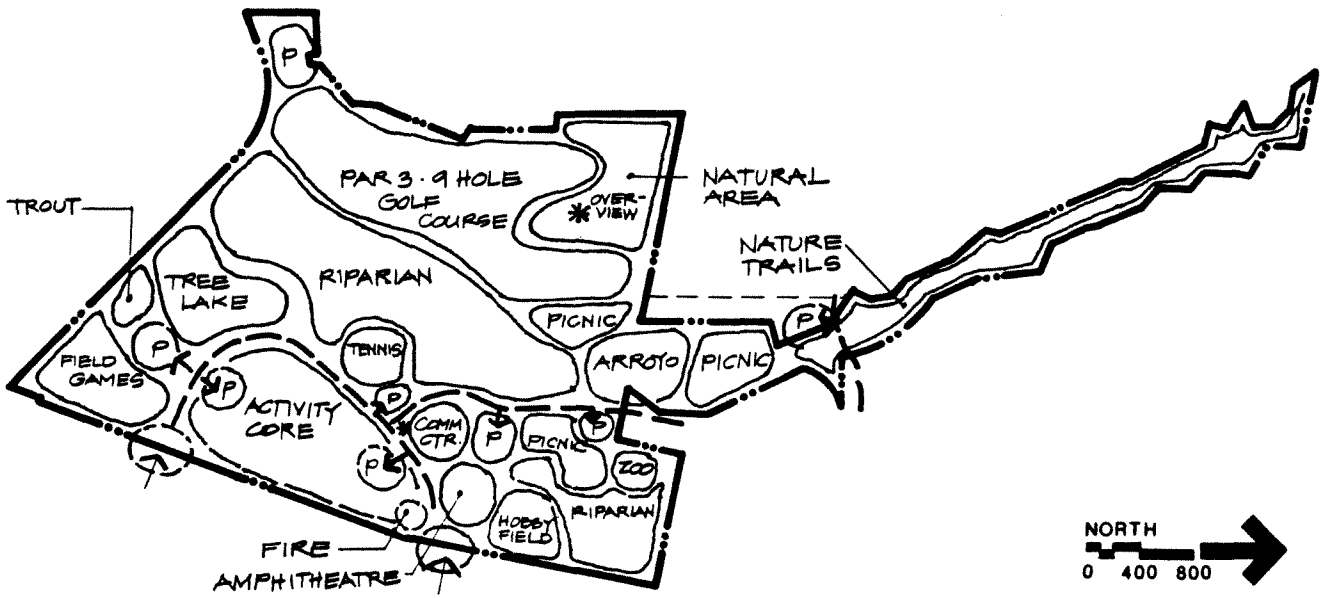 P
PAR 3 · 9 HOLE
GOLF
COURSE
NATURAL
AREA
* OVER-
VIEW
TROUT
NATURE
TRAILS
TREE
LAKE
RIPARIAN
PICNIC
P
P
TENNIS
ARROYO
PICNIC
FIELD
GAMES
P
P
ACTIVITY
CORE
* COMM
CTR.
P
PICNIC
P
P
ZOO
HOBBY
FIELD
RIPARIAN
FIRE
AMPHITHEATRE
NORTH
0 400 800